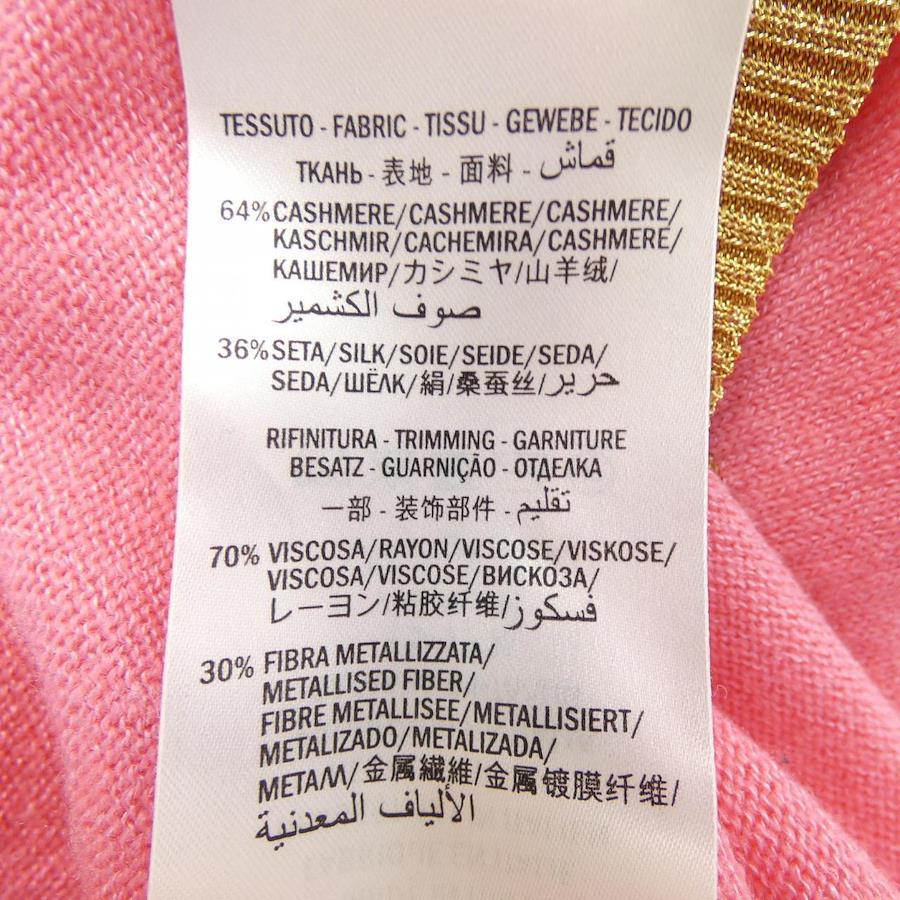 TESSUTO - FABRIC - TISSU - GEWEBE - TECIDO
ТКАНЬ - 表地 - 面料 - قماش
64% CASHMERE/CASHMERE/CASHMERE/
KASCHMIR/CACHEMIRA/CASHMERE/
КАШЕМИР/カシミヤ/山羊绒/
صوف الكشمير
36% SETA/SILK/SOIE/SEIDE/SEDA/
SEDA/ШЁЛК/絹/桑蚕丝/حرير
RIFINITURA - TRIMMING - GARNITURE
BESATZ - GUARNIÇÃO - ОТДЕЛКА
一部 - 装饰部件 - تقليم
70% VISCOSA/RAYON/VISCOSE/VISKOSE/
VISCOSA/VISCOSE/ВИСКОЗА/
レーヨン/粘胶纤维/فسكوز
30% FIBRA METALLIZZATA/
METALLISED FIBER/
FIBRE METALLISEE/METALLISIERT/
METALIZADO/METALIZADA/
МЕТАЛЛ/金属繊維/金属镀膜纤维/
الألياف المعدنية